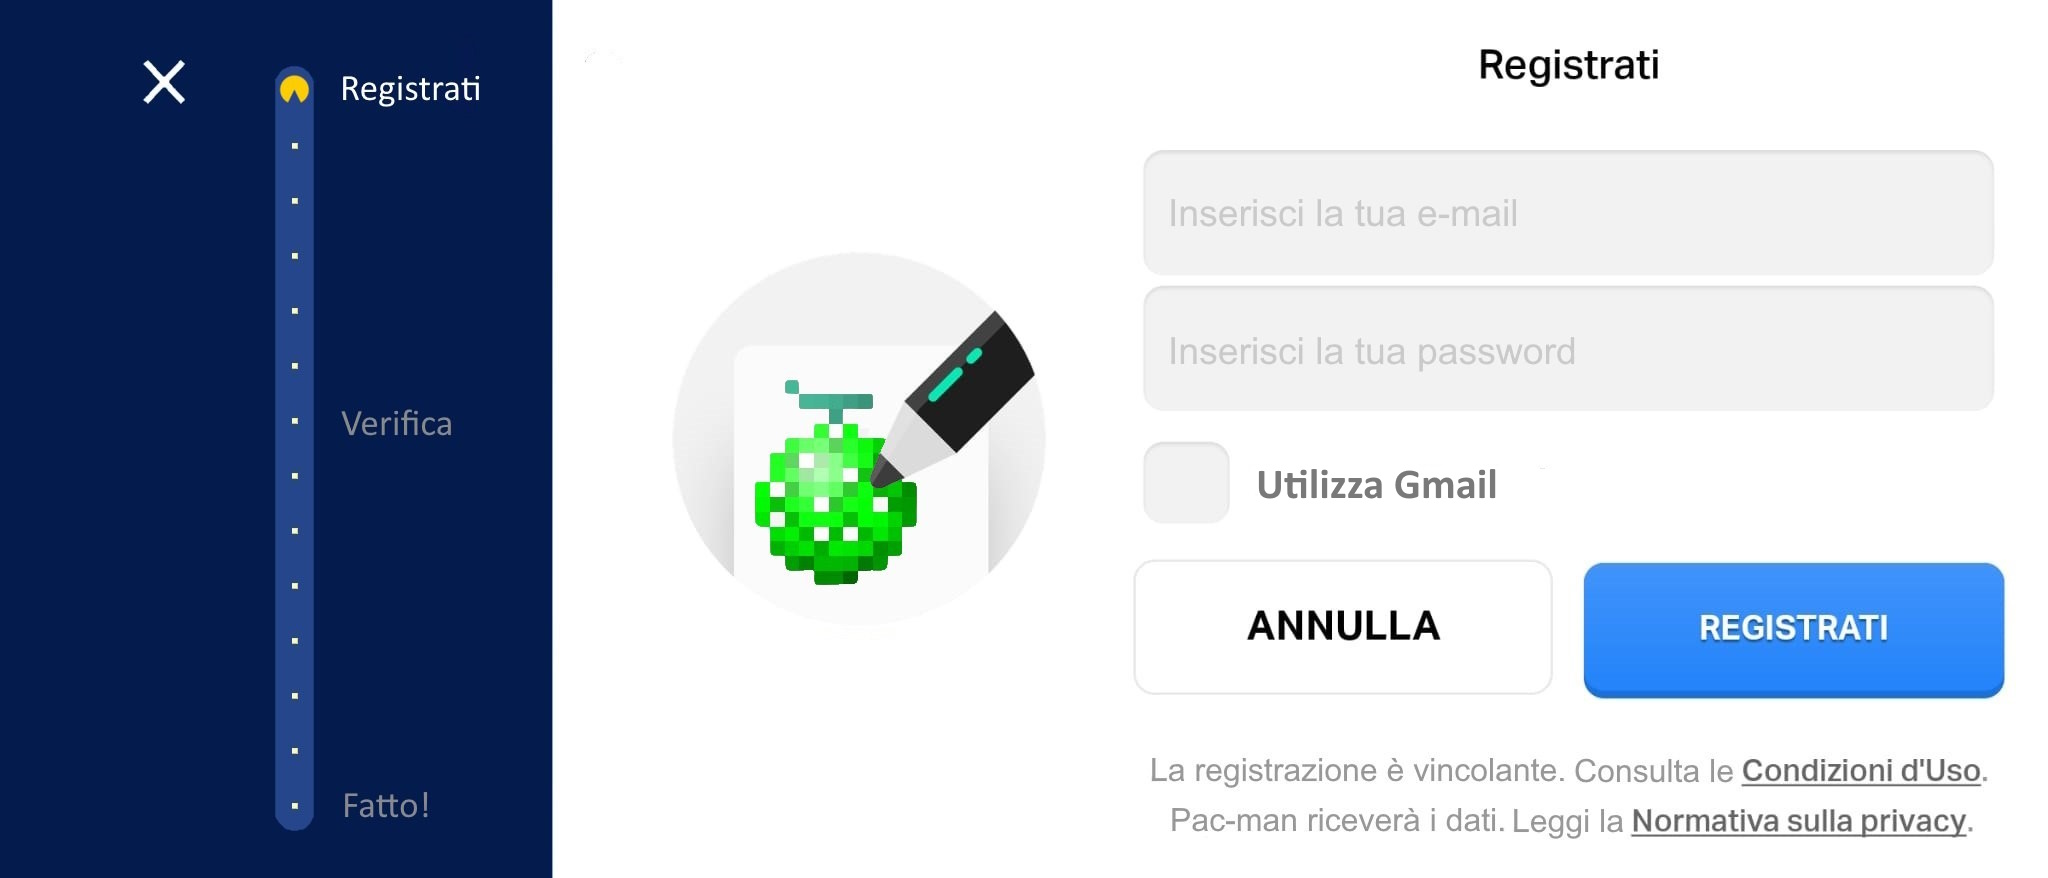 Registrati
Verifica
Fatto!
Registrati
Inserisci la tua e-mail
Inserisci la tua password
Utilizza Gmail
ANNULLA
REGISTRATI
La registrazione è vincolante. Consulta le Condizioni d'Uso.
Pac-man riceverà i dati. Leggi la Normativa sulla privacy.